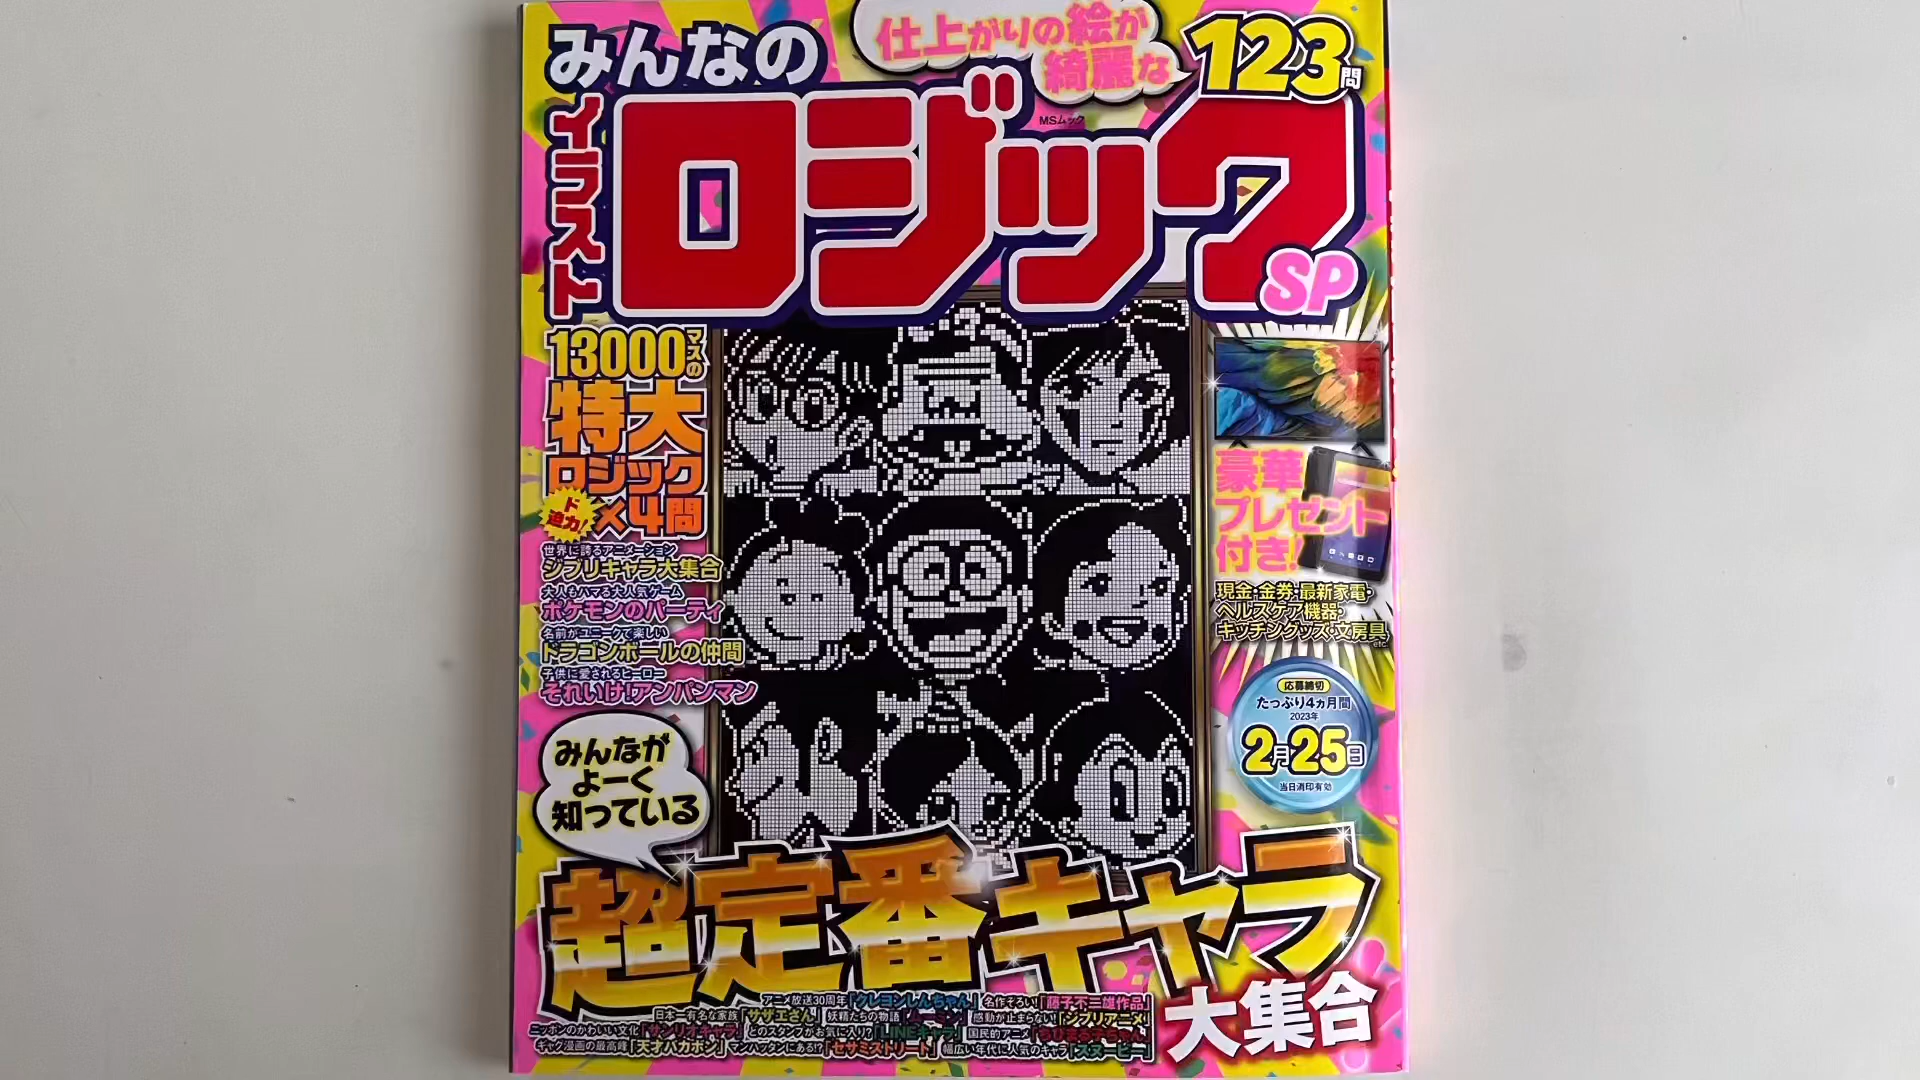 みんなの
イラスト
ロジック
SP
仕上がりの絵が
綺麗な
123問
MSムック
13000マスの
特大
ロジック
ド迫力!
×4問
世界に誇るアニメーション
ジブリキャラ大集合
大人もハマる大人気ゲーム
ポケモンのパーティ
名前がユニークで楽しい
ドラゴンボールの仲間
子供に愛されるヒーロー
それいけ!アンパンマン
豪華
プレゼント
付き!
現金・金券・最新家電・
ヘルスケア機器・
キッチングッズ・文房具
etc.
応募締切
たっぷり4ヵ月間
2023年
2月25日
当日消印有効
みんなが
よーく
知っている
超定番キャラ
大集合
アニメ放送30周年「クレヨンしんちゃん」 名作ぞろい!「藤子不二雄作品」
日本一有名な家族「サザエさん」 妖精たちの物語「ムーミン」 感動が止まらない!「ジブリアニメ」
ニッポンのかわいい文化「サンリオキャラ」 どのスタンプがお気に入り?「LINEキャラ」 国民的アニメ「ちびまる子ちゃん」
ギャグ漫画の最高峰「天才バカボン」 マンハッタンにある!?「セサミストリート」 幅広い年代に人気のキャラ「スヌーピー」